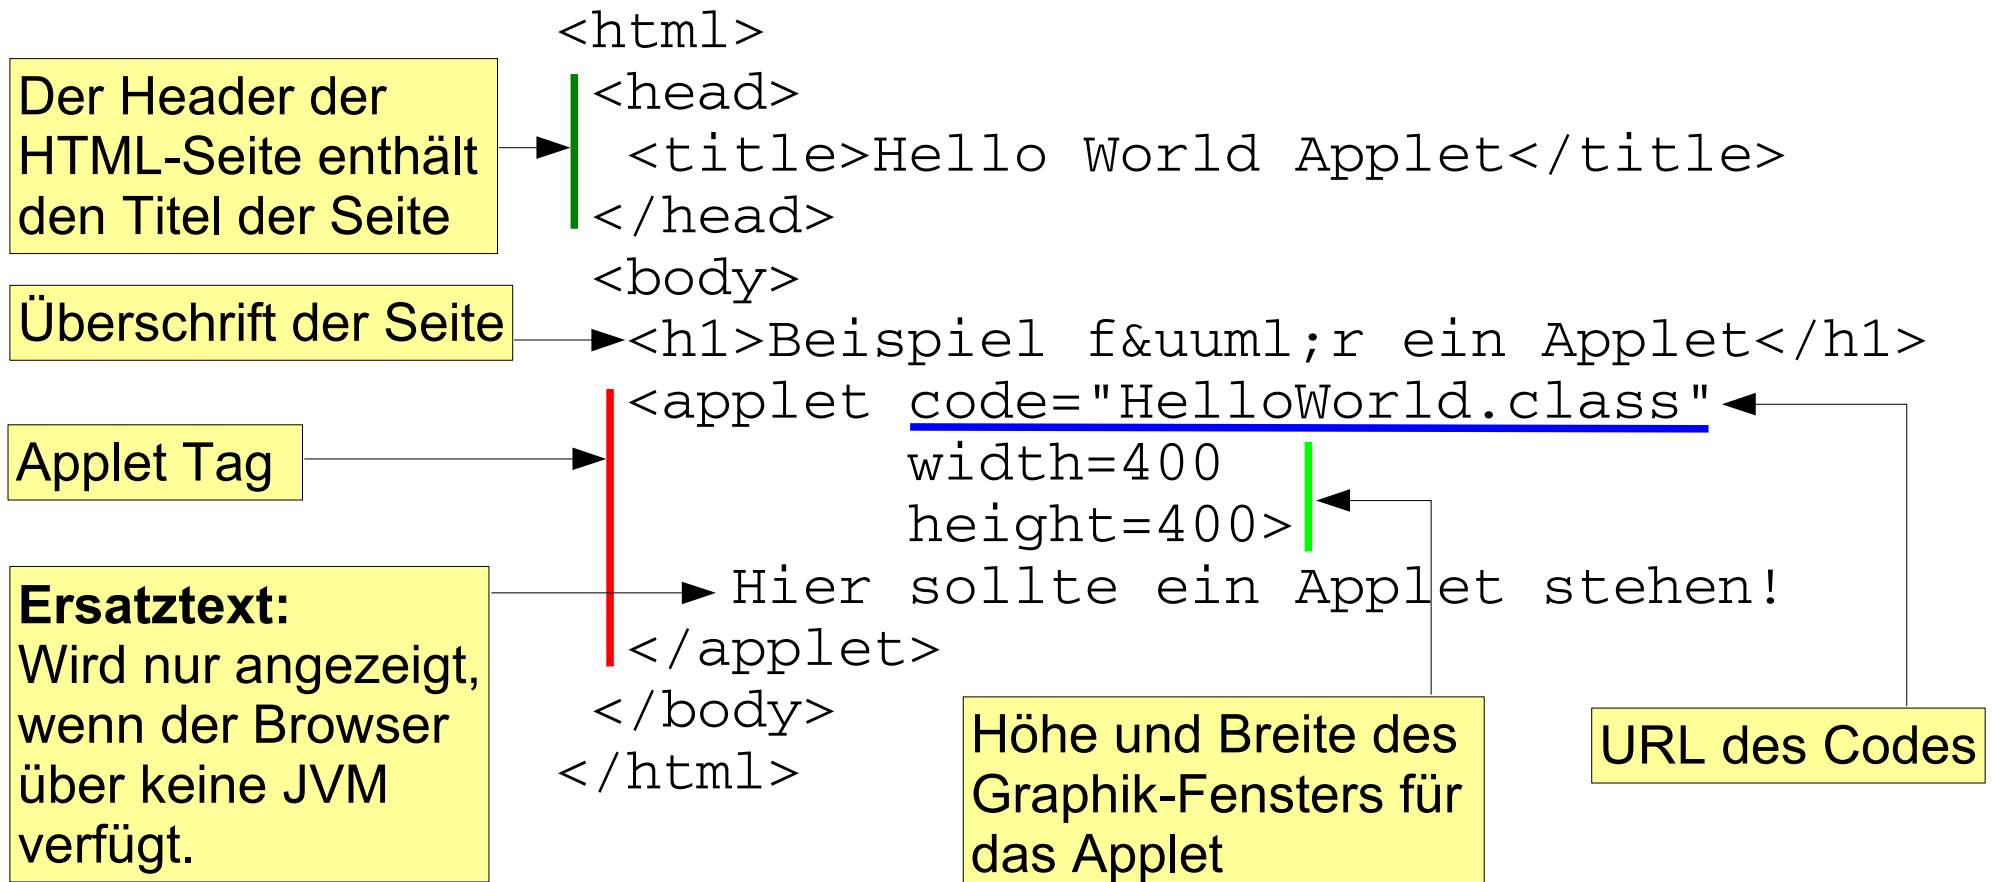 <html>
<head>
<title>Hello World Applet</title>
</head>
<body>
<h1>Beispiel f&uuml;r ein Applet</h1>
<applet code="HelloWorld.class"
width=400
height=400>
Hier sollte ein Applet stehen!
</applet>
</body>
</html>
Der Header der
HTML-Seite enthält
den Titel der Seite
Überschrift der Seite
Applet Tag
Ersatztext:
Wird nur angezeigt,
wenn der Browser
über keine JVM
verfügt.
Höhe und Breite des
Graphik-Fensters für
das Applet
URL des Codes